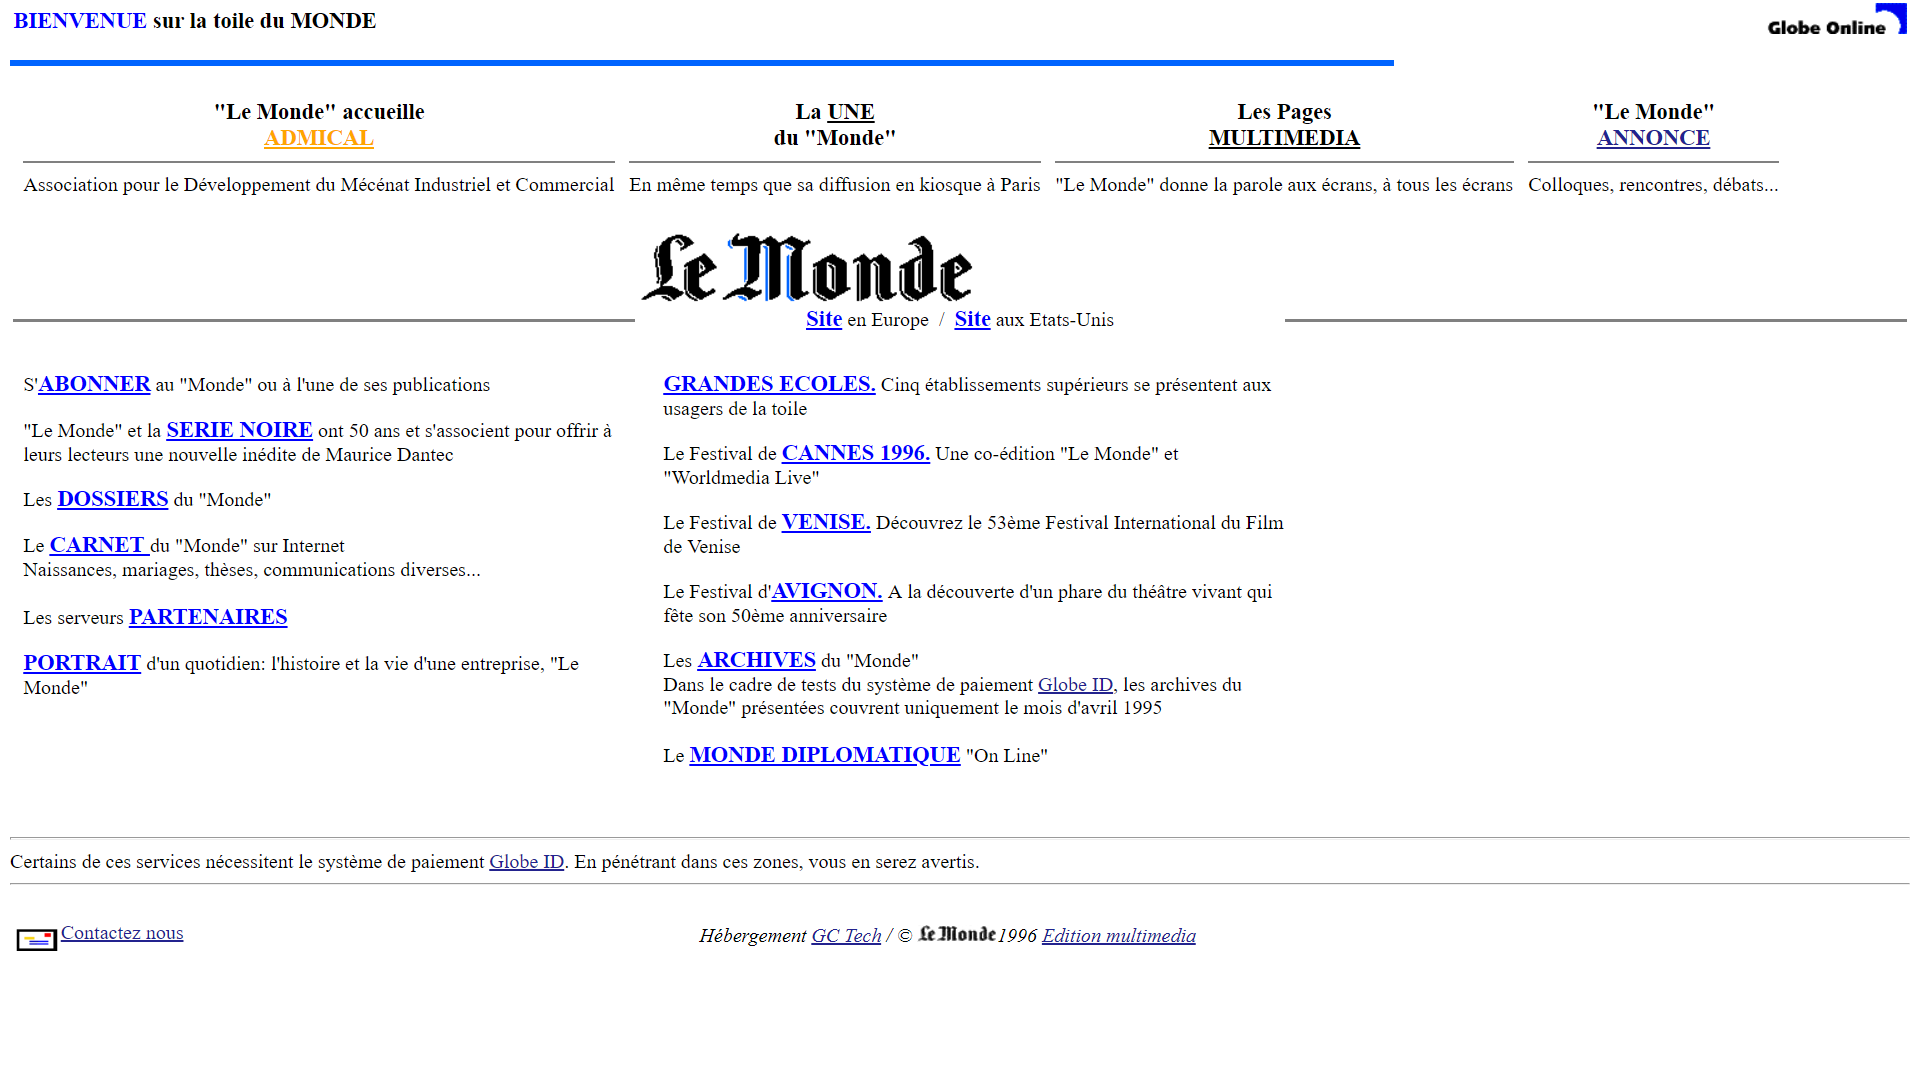 BIENVENUE sur la toile du MONDE
Globe Online
"Le Monde" accueille
ADMICAL
Association pour le Développement du Mécénat Industriel et Commercial
La UNE
du "Monde"
En même temps que sa diffusion en kiosque à Paris
Les Pages
MULTIMEDIA
"Le Monde" donne la parole aux écrans, à tous les écrans
"Le Monde"
ANNONCE
Colloques, rencontres, débats...
Le Monde
Site en Europe / Site aux Etats-Unis
S'ABONNER au "Monde" ou à l'une de ses publications
"Le Monde" et la SERIE NOIRE ont 50 ans et s'associent pour offrir à
leurs lecteurs une nouvelle inédite de Maurice Dantec
Les DOSSIERS du "Monde"
Le CARNET du "Monde" sur Internet
Naissances, mariages, thèses, communications diverses...
Les serveurs PARTENAIRES
PORTRAIT d'un quotidien: l'histoire et la vie d'une entreprise, "Le
Monde"
GRANDES ECOLES. Cinq établissements supérieurs se présentent aux
usagers de la toile
Le Festival de CANNES 1996. Une co-édition "Le Monde" et
"Worldmedia Live"
Le Festival de VENISE. Découvrez le 53ème Festival International du Film
de Venise
Le Festival d'AVIGNON. A la découverte d'un phare du théâtre vivant qui
fête son 50ème anniversaire
Les ARCHIVES du "Monde"
Dans le cadre de tests du système de paiement Globe ID, les archives du
"Monde" présentées couvrent uniquement le mois d'avril 1995
Le MONDE DIPLOMATIQUE "On Line"
Certains de ces services nécessitent le système de paiement Globe ID. En pénétrant dans ces zones, vous en serez avertis.
Contactez nous
Hébergement GC Tech / © Le Monde 1996 Edition multimedia